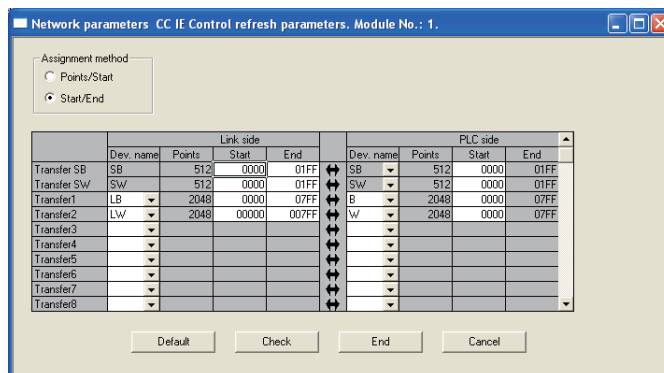 Network parameters CC IE Control refresh parameters. Module No.: 1.
Assignment method
Points/Start
Start/End
Link side PLC side
Dev. name Points Start End Dev. name Points Start End
Transfer SB SB 512 0000 01FF SB 512 0000 01FF
Transfer SW SW 512 0000 01FF SW 512 0000 01FF
Transfer1 LB 2048 0000 07FF B 2048 0000 07FF
Transfer2 LW 2048 00000 007FF W 2048 0000 07FF
Transfer3
Transfer4
Transfer5
Transfer6
Transfer7
Transfer8
Default Check End Cancel